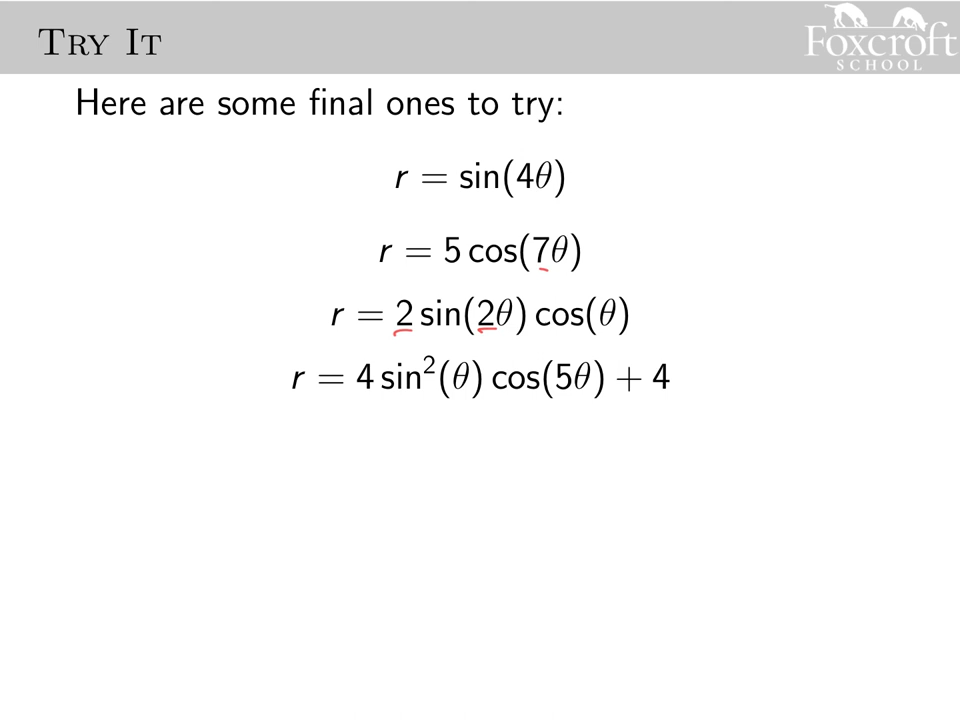 Try It
Foxcroft
SCHOOL
Here are some final ones to try:
r = sin(4θ)
r = 5 cos(7θ)
r = 2 sin(2θ) cos(θ)
r = 4 sin²(θ) cos(5θ) + 4